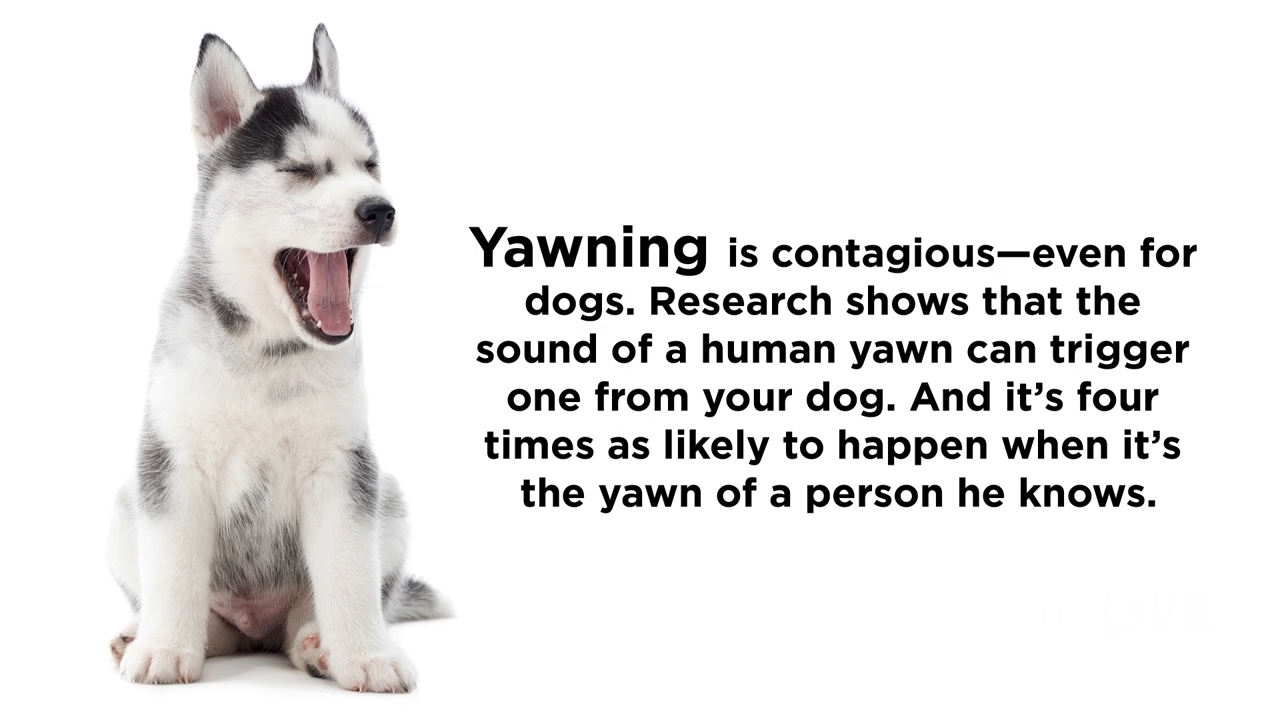 Yawning is contagious—even for
dogs. Research shows that the
sound of a human yawn can trigger
one from your dog. And it’s four
times as likely to happen when it’s
the yawn of a person he knows.